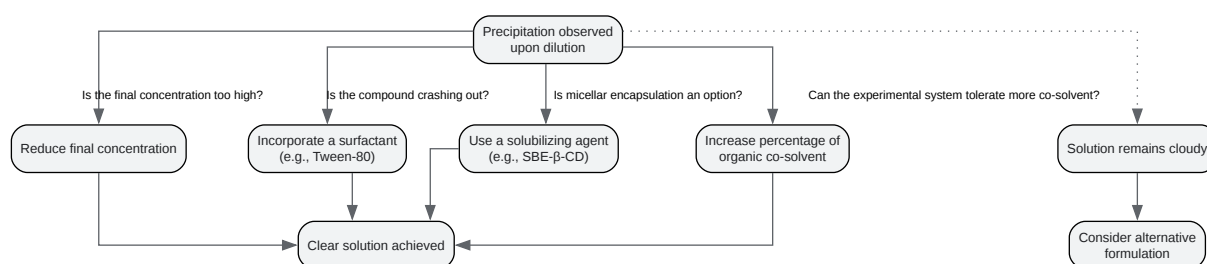 Precipitation observed
upon dilution
Is the final concentration too high?
Is the compound crashing out?
Is micellar encapsulation an option?
Can the experimental system tolerate more co-solvent?
Reduce final concentration
Incorporate a surfactant
(e.g., Tween-80)
Use a solubilizing agent
(e.g., SBE-β-CD)
Increase percentage of
organic co-solvent
Solution remains cloudy
Clear solution achieved
Consider alternative
formulation